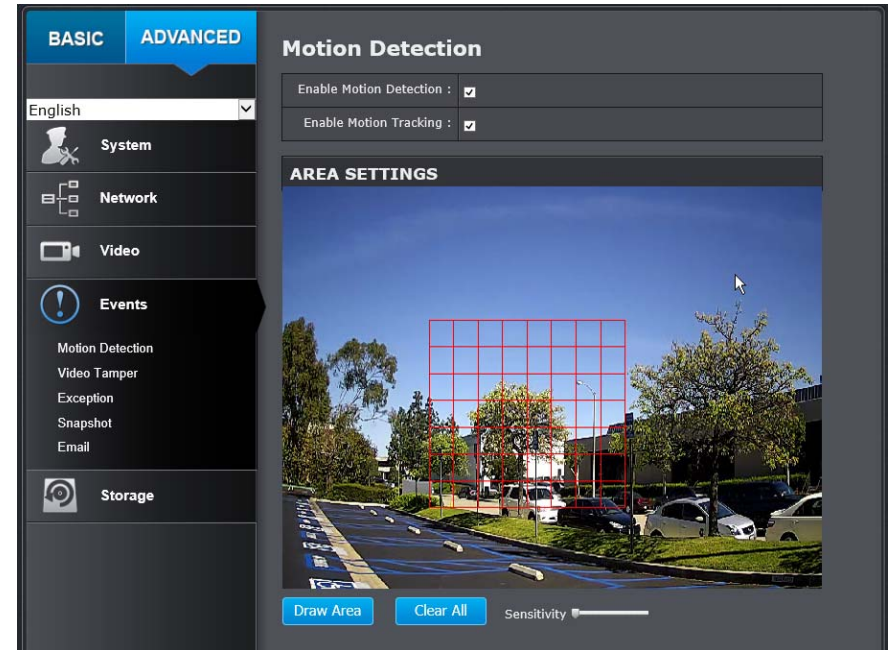 BASIC ADVANCED
English
System
Network
Video
Events
Motion Detection
Video Tamper
Exception
Snapshot
Email
Storage
Motion Detection
Enable Motion Detection :
Enable Motion Tracking :
AREA SETTINGS
Draw Area Clear All Sensitivity